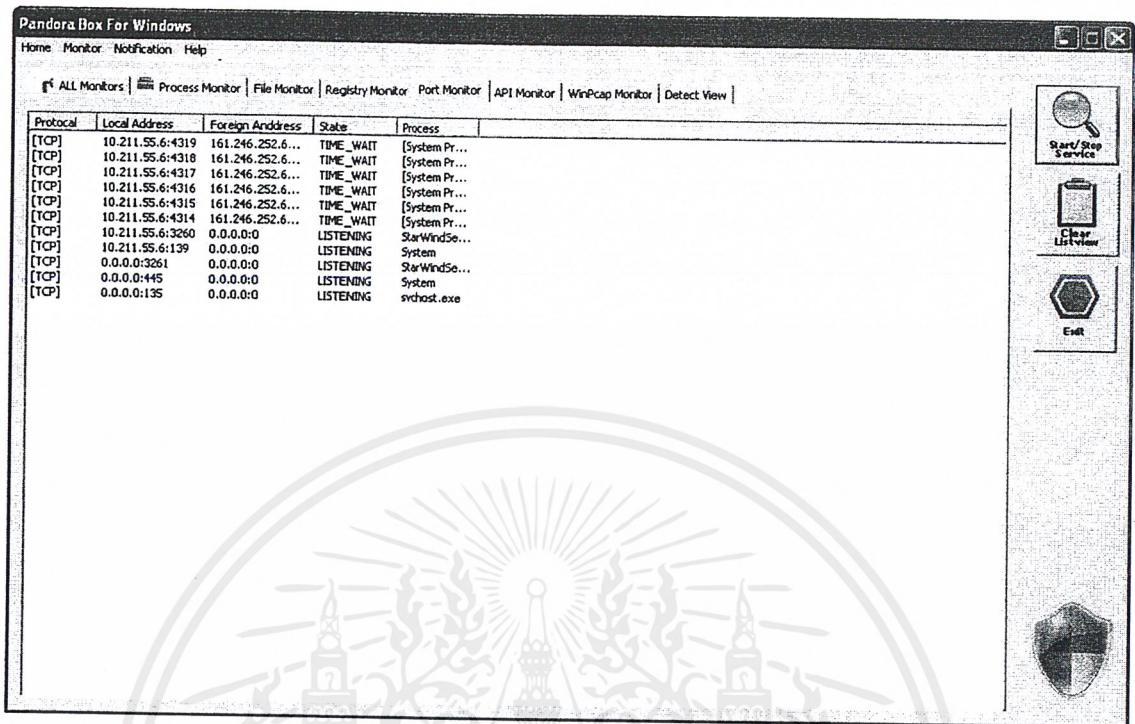 Pandora Box For Windows
Home Monitor Notification Help
ALL Monitors Process Monitor File Monitor Registry Monitor Port Monitor API Monitor WinPcap Monitor Detect View
Protocal Local Address Foreign Anddress State Process
[TCP] 10.211.55.6:4319 161.246.252.6... TIME_WAIT [System Pr...
[TCP] 10.211.55.6:4318 161.246.252.6... TIME_WAIT [System Pr...
[TCP] 10.211.55.6:4317 161.246.252.6... TIME_WAIT [System Pr...
[TCP] 10.211.55.6:4316 161.246.252.6... TIME_WAIT [System Pr...
[TCP] 10.211.55.6:4315 161.246.252.6... TIME_WAIT [System Pr...
[TCP] 10.211.55.6:4314 161.246.252.6... TIME_WAIT [System Pr...
[TCP] 10.211.55.6:3260 0.0.0.0:0 LISTENING StarWindSe...
[TCP] 10.211.55.6:139 0.0.0.0:0 LISTENING System
[TCP] 0.0.0.0:3261 0.0.0.0:0 LISTENING StarWindSe...
[TCP] 0.0.0.0:445 0.0.0.0:0 LISTENING System
[TCP] 0.0.0.0:135 0.0.0.0:0 LISTENING svchost.exe
Start/Stop
Service
Clear
Listview
Exit